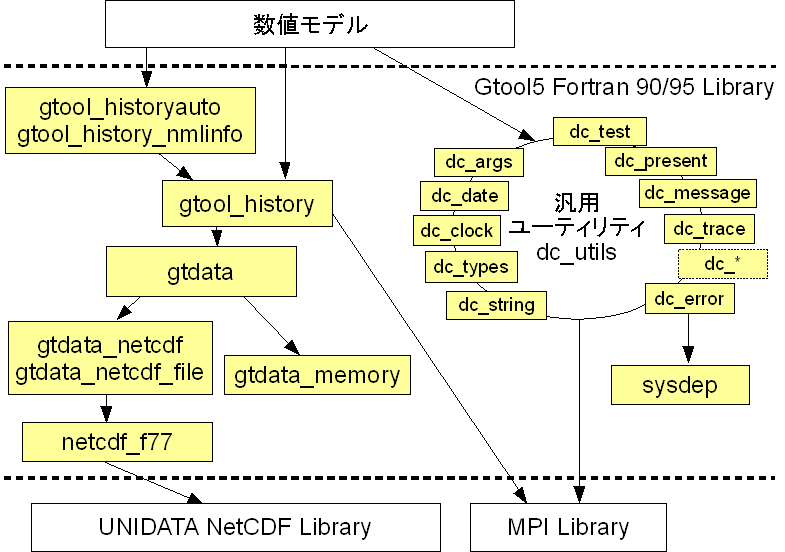 数値モデル
Gtool5 Fortran 90/95 Library
gtool_historyauto
gtool_history_nmlinfo
gtool_history
gtdata
gtdata_netcdf
gtdata_netcdf_file
gtdata_memory
netcdf_f77
dc_test
dc_args
dc_present
dc_date
dc_message
dc_clock
dc_trace
dc_types
dc_*
dc_string
dc_error
汎用
ユーティリティ
dc_utils
sysdep
UNIDATA NetCDF Library
MPI Library